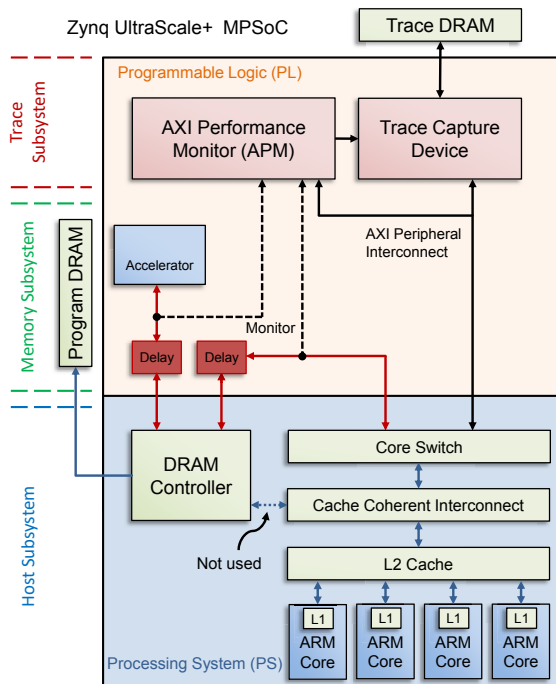 Zynq UltraScale+ MPSoC
Trace DRAM
Trace
Subsystem
Programmable Logic (PL)
AXI Performance
Monitor (APM)
Trace Capture
Device
AXI Peripheral
Interconnect
Memory Subsystem
Program DRAM
Accelerator
Monitor
Delay
Delay
Host Subsystem
DRAM
Controller
Core Switch
Cache Coherent Interconnect
Not used
L2 Cache
L1
ARM
Core
L1
ARM
Core
L1
ARM
Core
L1
ARM
Core
Processing System (PS)